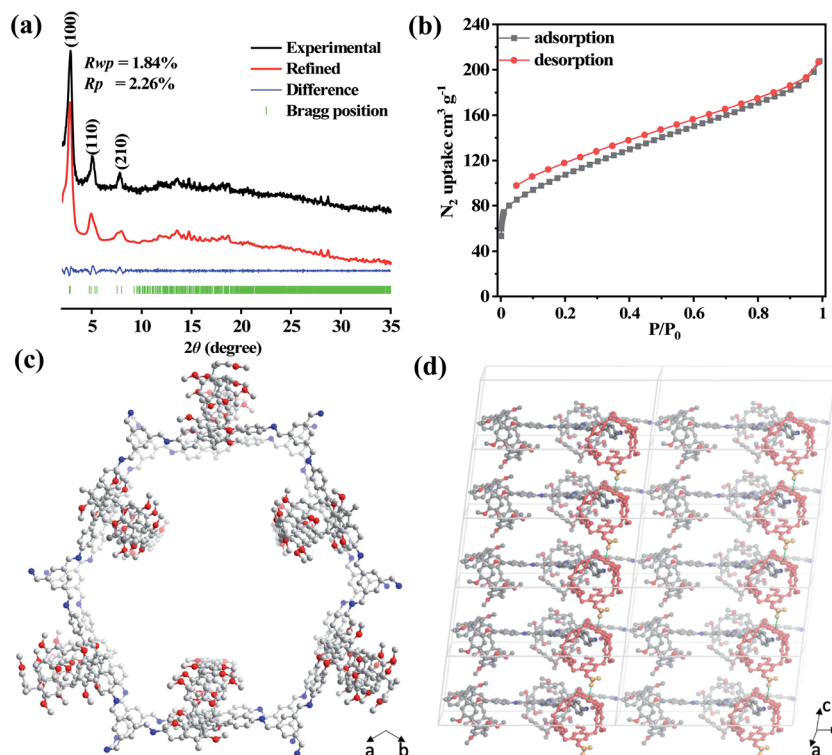 (a)
(100)
Rwp = 1.84%
Rp = 2.26%
Experimental
Refined
Difference
Bragg position
(110)
(210)
5 10 15 20 25 30 35
2θ (degree)
(b)
240
200
160
120
80
40
0
adsorption
desorption
N2 uptake cm3 g-1
0 0.2 0.4 0.6 0.8 1
P/P0
(c)
a b
(d)
c
a